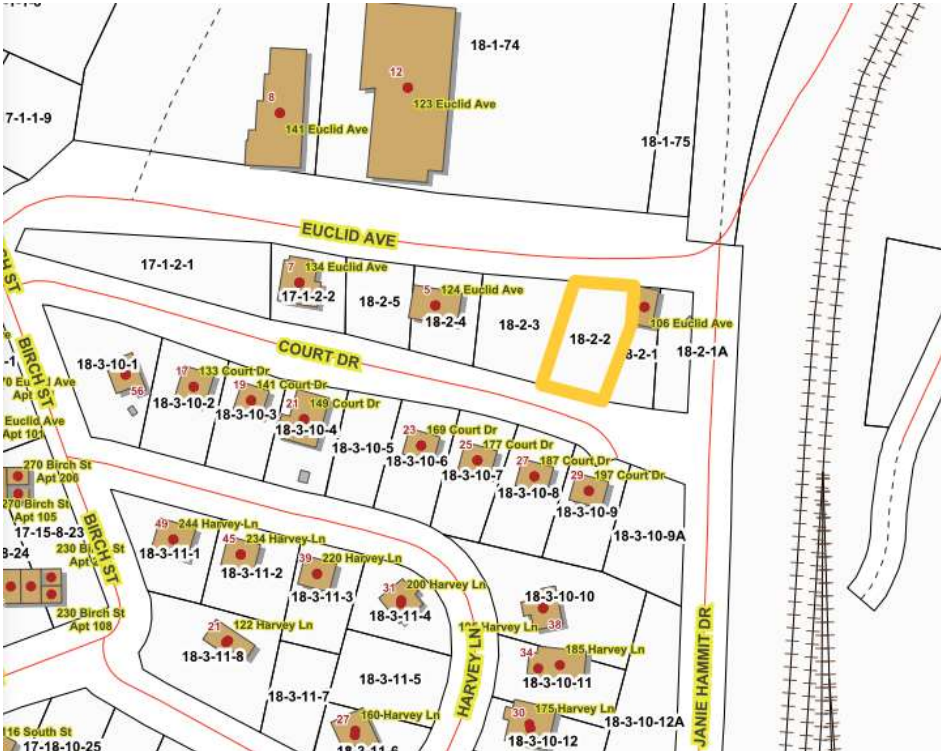 18-1-74
12
8
123 Euclid Ave
7-1-1-9
141 Euclid Ave
18-1-75
EUCLID AVE
17-1-2-1
7
134 Euclid Ave
17-1-2-2
18-2-5
5
124 Euclid Ave
18-2-4
18-2-3
18-2-2
106 Euclid Ave
18-2-1A
COURT DR
BIRCH ST
18-3-10-1
56
17
133 Court Dr
18-3-10-2
19
141 Court Dr
18-3-10-3
21
149 Court Dr
18-3-10-4
18-3-10-5
23
169 Court Dr
18-3-10-6
25
177 Court Dr
18-3-10-7
27
187 Court Dr
18-3-10-8
29
197 Court Dr
18-3-10-9
18-3-10-9A
Euclid Ave
Apt 101
270 Birch St
Apt 206
270 Birch St
Apt 105
17-15-8-23
8-24
BIRCH ST
230 Birch St
Apt 108
49
244 Harvey Ln
18-3-11-1
45
234 Harvey Ln
18-3-11-2
39
220 Harvey Ln
18-3-11-3
31
200 Harvey Ln
18-3-11-4
21
122 Harvey Ln
18-3-11-8
18-3-11-7
18-3-11-5
27
160 Harvey Ln
18-3-11-6
HARVEY LN
18-3-10-10
38
Harvey Ln
34
185 Harvey Ln
18-3-10-11
30
175 Harvey Ln
18-3-10-12
18-3-10-12A
JANIE HAMMIT DR
116 South St
17-18-10-25